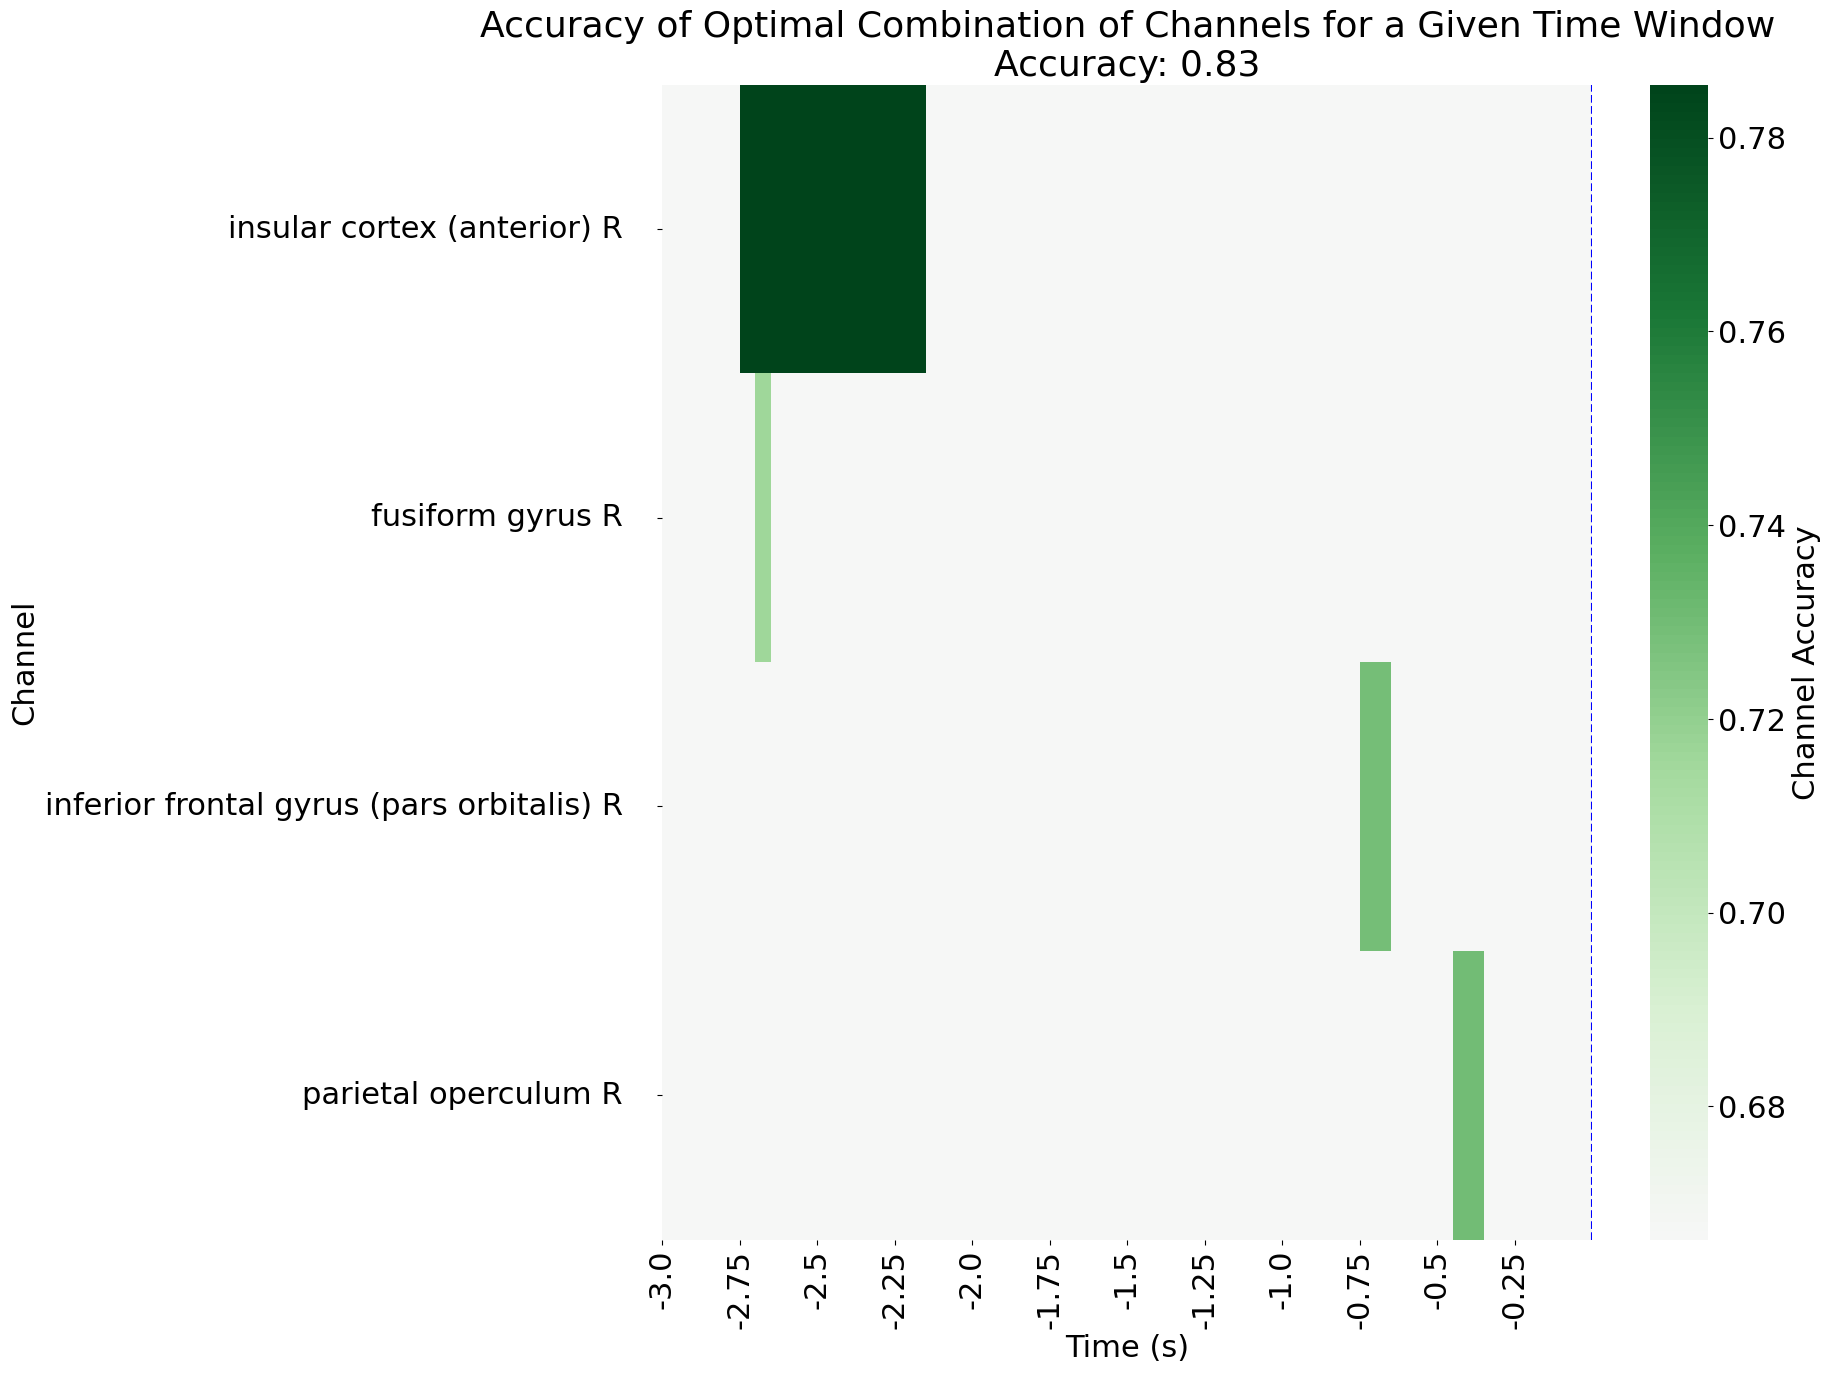 Accuracy of Optimal Combination of Channels for a Given Time Window
Accuracy: 0.83
Channel
insular cortex (anterior) R
fusiform gyrus R
inferior frontal gyrus (pars orbitalis) R
parietal operculum R
-3.0
-2.75
-2.5
-2.25
-2.0
-1.75
-1.5
-1.25
-1.0
-0.75
-0.5
-0.25
Time (s)
0.78
0.76
0.74
0.72
0.70
0.68
Channel Accuracy